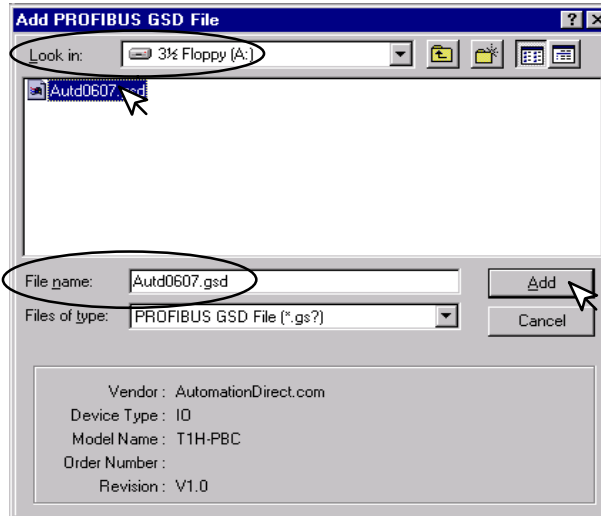 Add PROFIBUS GSD File
Look in: 3½ Floppy (A:)
Autd0607.gsd
File name: Autd0607.gsd
Add
Files of type: PROFIBUS GSD File (*.gs?)
Cancel
Vendor : AutomationDirect.com
Device Type : IO
Model Name : T1H-PBC
Order Number :
Revision : V1.0